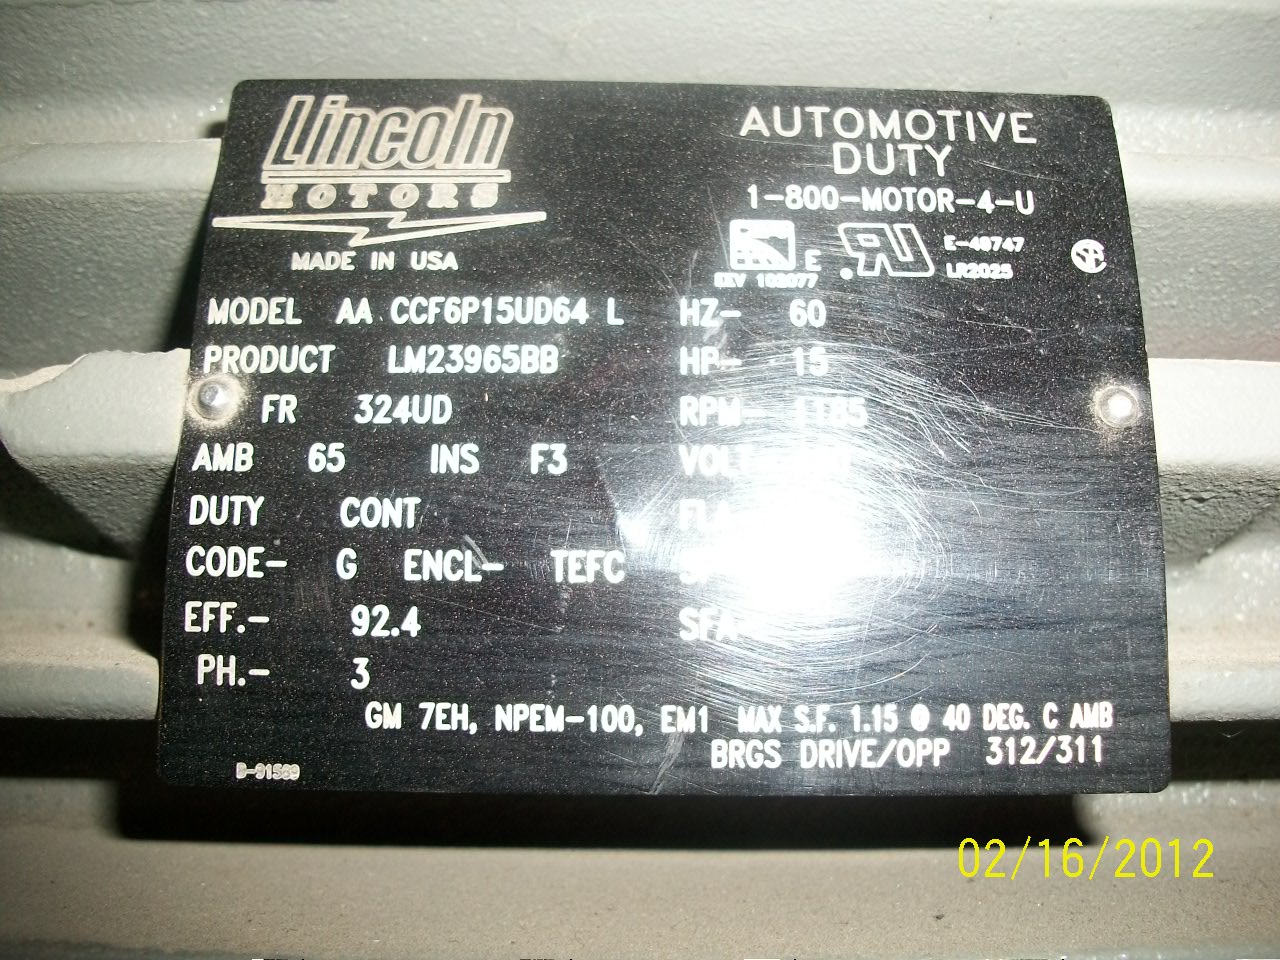 Lincoln
MOTORS
MADE IN USA
AUTOMOTIVE
DUTY
1-800-MOTOR-4-U
E
E-46747
LR2025
MODEL AA CCF6P15UD64 L HZ- 60
PRODUCT LM23965BB HP- 15
FR 324UD RPM- 1185
AMB 65 INS F3
DUTY CONT
CODE- G ENCL- TEFC
EFF.- 92.4 SFA-
PH.- 3
GM 7EH, NPEM-100, EM1 MAX S.F. 1.15 @ 40 DEG. C AMB
BRGS DRIVE/OPP 312/311
02/16/2012